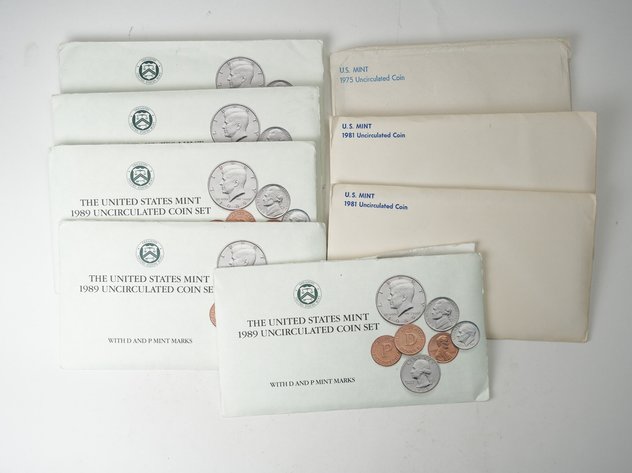 THE UNITED STATES MINT
1989 UNCIRCULATED COIN SET
THE UNITED STATES MINT
1989 UNCIRCULATED COIN SE
WITH D AND P MINT MARKS
THE UNITED STATES MINT
1989 UNCIRCULATED COIN SET
P
D
WITH D AND P MINT MARKS
U.S. MINT
1975 Uncirculated Coin
U.S. MINT
1981 Uncirculated Coin
U.S. MINT
1981 Uncirculated Coin